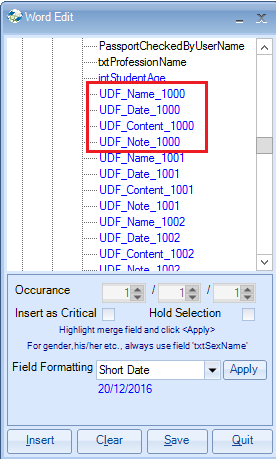 Word Edit
PassportCheckedByUserName
txtProfessionName
intStudentAge
UDF_Name_1000
UDF_Date_1000
UDF_Content_1000
UDF_Note_1000
UDF_Name_1001
UDF_Date_1001
UDF_Content_1001
UDF_Note_1001
UDF_Name_1002
UDF_Date_1002
UDF_Content_1002
UDF_Note_1002
Occurance 1 / 1 / 1
Insert as Critical Hold Selection
Highlight merge field and click <Apply>
For gender,his/her etc., always use field 'txtSexName'
Field Formatting Short Date Apply
20/12/2016
Insert Clear Save Quit